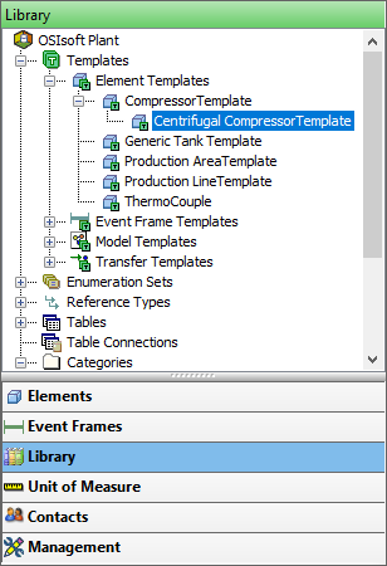 Library
OSIsoft Plant
Templates
Element Templates
CompressorTemplate
Centrifugal CompressorTemplate
Generic Tank Template
Production AreaTemplate
Production LineTemplate
ThermoCouple
Event Frame Templates
Model Templates
Transfer Templates
Enumeration Sets
Reference Types
Tables
Table Connections
Categories
Elements
Event Frames
Library
Unit of Measure
Contacts
Management